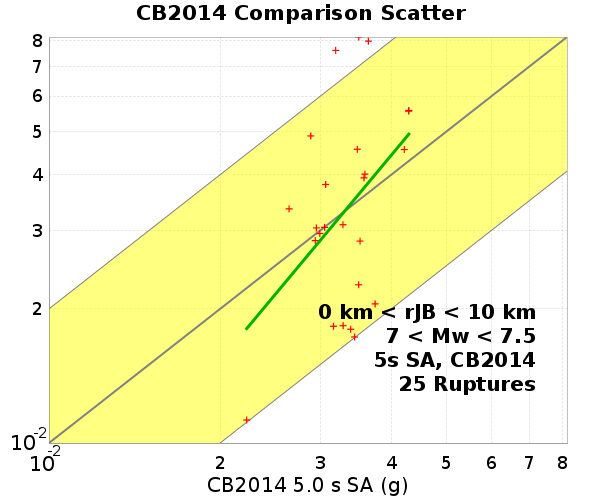 CB2014 Comparison Scatter
8
7
6
5
4
3
2
10-2
0 km < rJB < 10 km
7 < Mw < 7.5
5s SA, CB2014
25 Ruptures
10-2 2 3 4 5 6 7 8
CB2014 5.0 s SA (g)